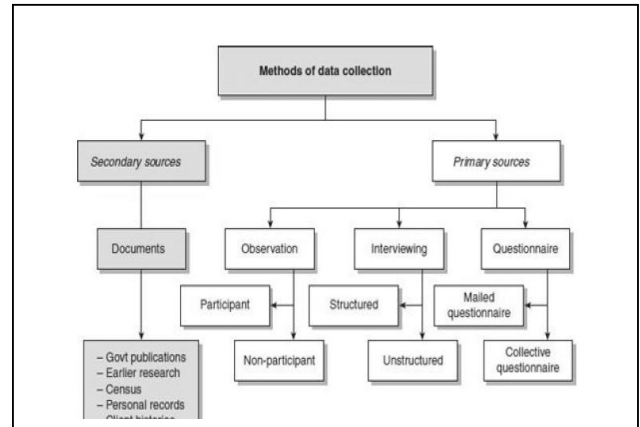 Methods of data collection
Secondary sources
Primary sources
Documents
Observation
Interviewing
Questionnaire
Participant
Structured
Mailed
questionnaire
– Govt publications
– Earlier research
– Census
– Personal records
Non-participant
Unstructured
Collective
questionnaire